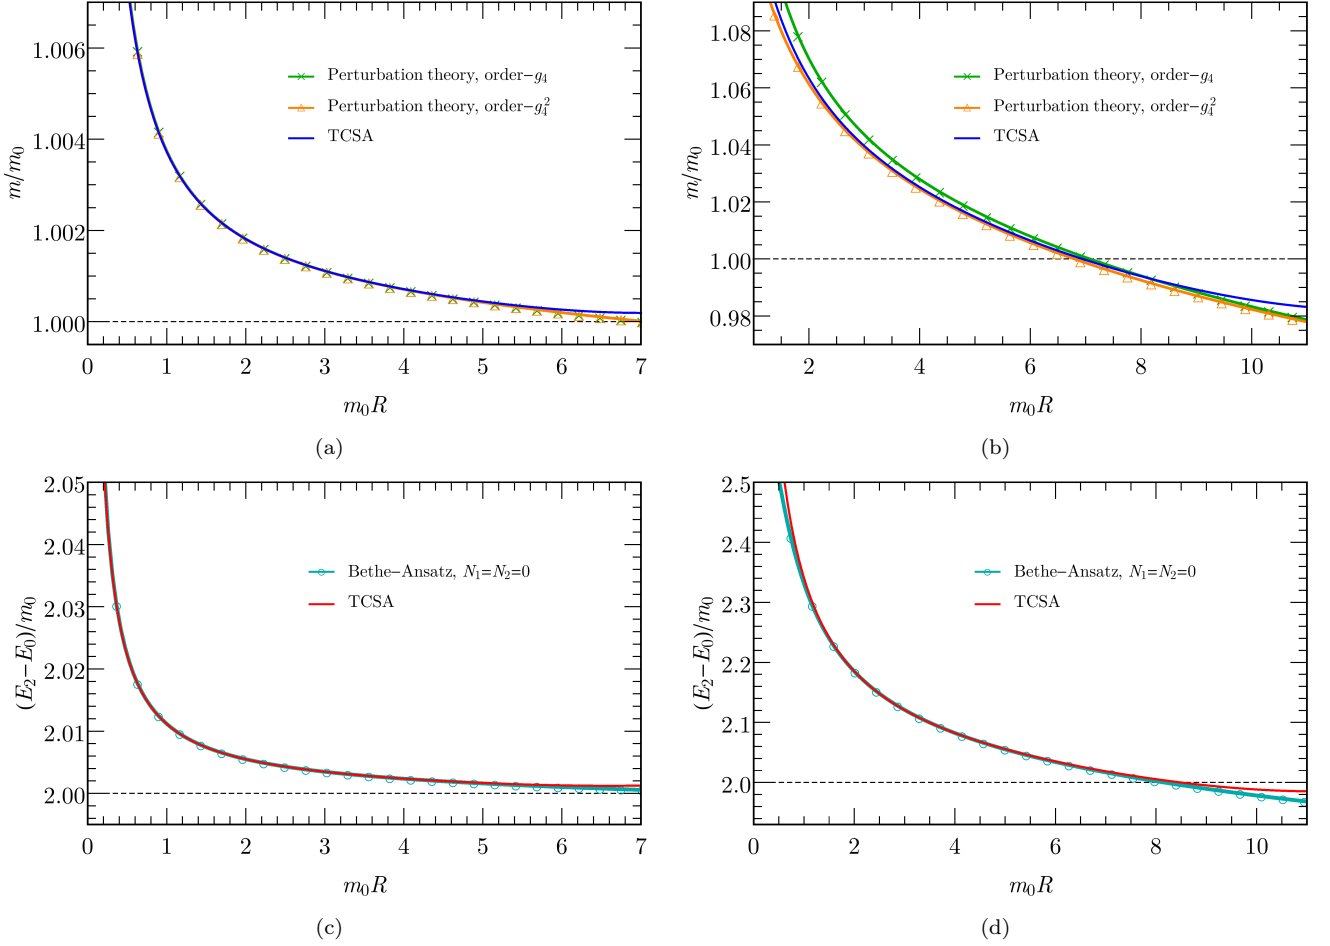 1.006
1.004
1.002
1.000
m/m₀
Perturbation theory, order−g₄
Perturbation theory, order−g₄²
TCSA
0 1 2 3 4 5 6 7
m₀R
(a)
1.08
1.06
1.04
1.02
1.00
0.98
m/m₀
Perturbation theory, order−g₄
Perturbation theory, order−g₄²
TCSA
2 4 6 8 10
m₀R
(b)
2.05
2.04
2.03
2.02
2.01
2.00
(E₂−E₀)/m₀
Bethe−Ansatz, N₁=N₂=0
TCSA
0 1 2 3 4 5 6 7
m₀R
(c)
2.5
2.4
2.3
2.2
2.1
2.0
(E₂−E₀)/m₀
Bethe−Ansatz, N₁=N₂=0
TCSA
0 2 4 6 8 10
m₀R
(d)